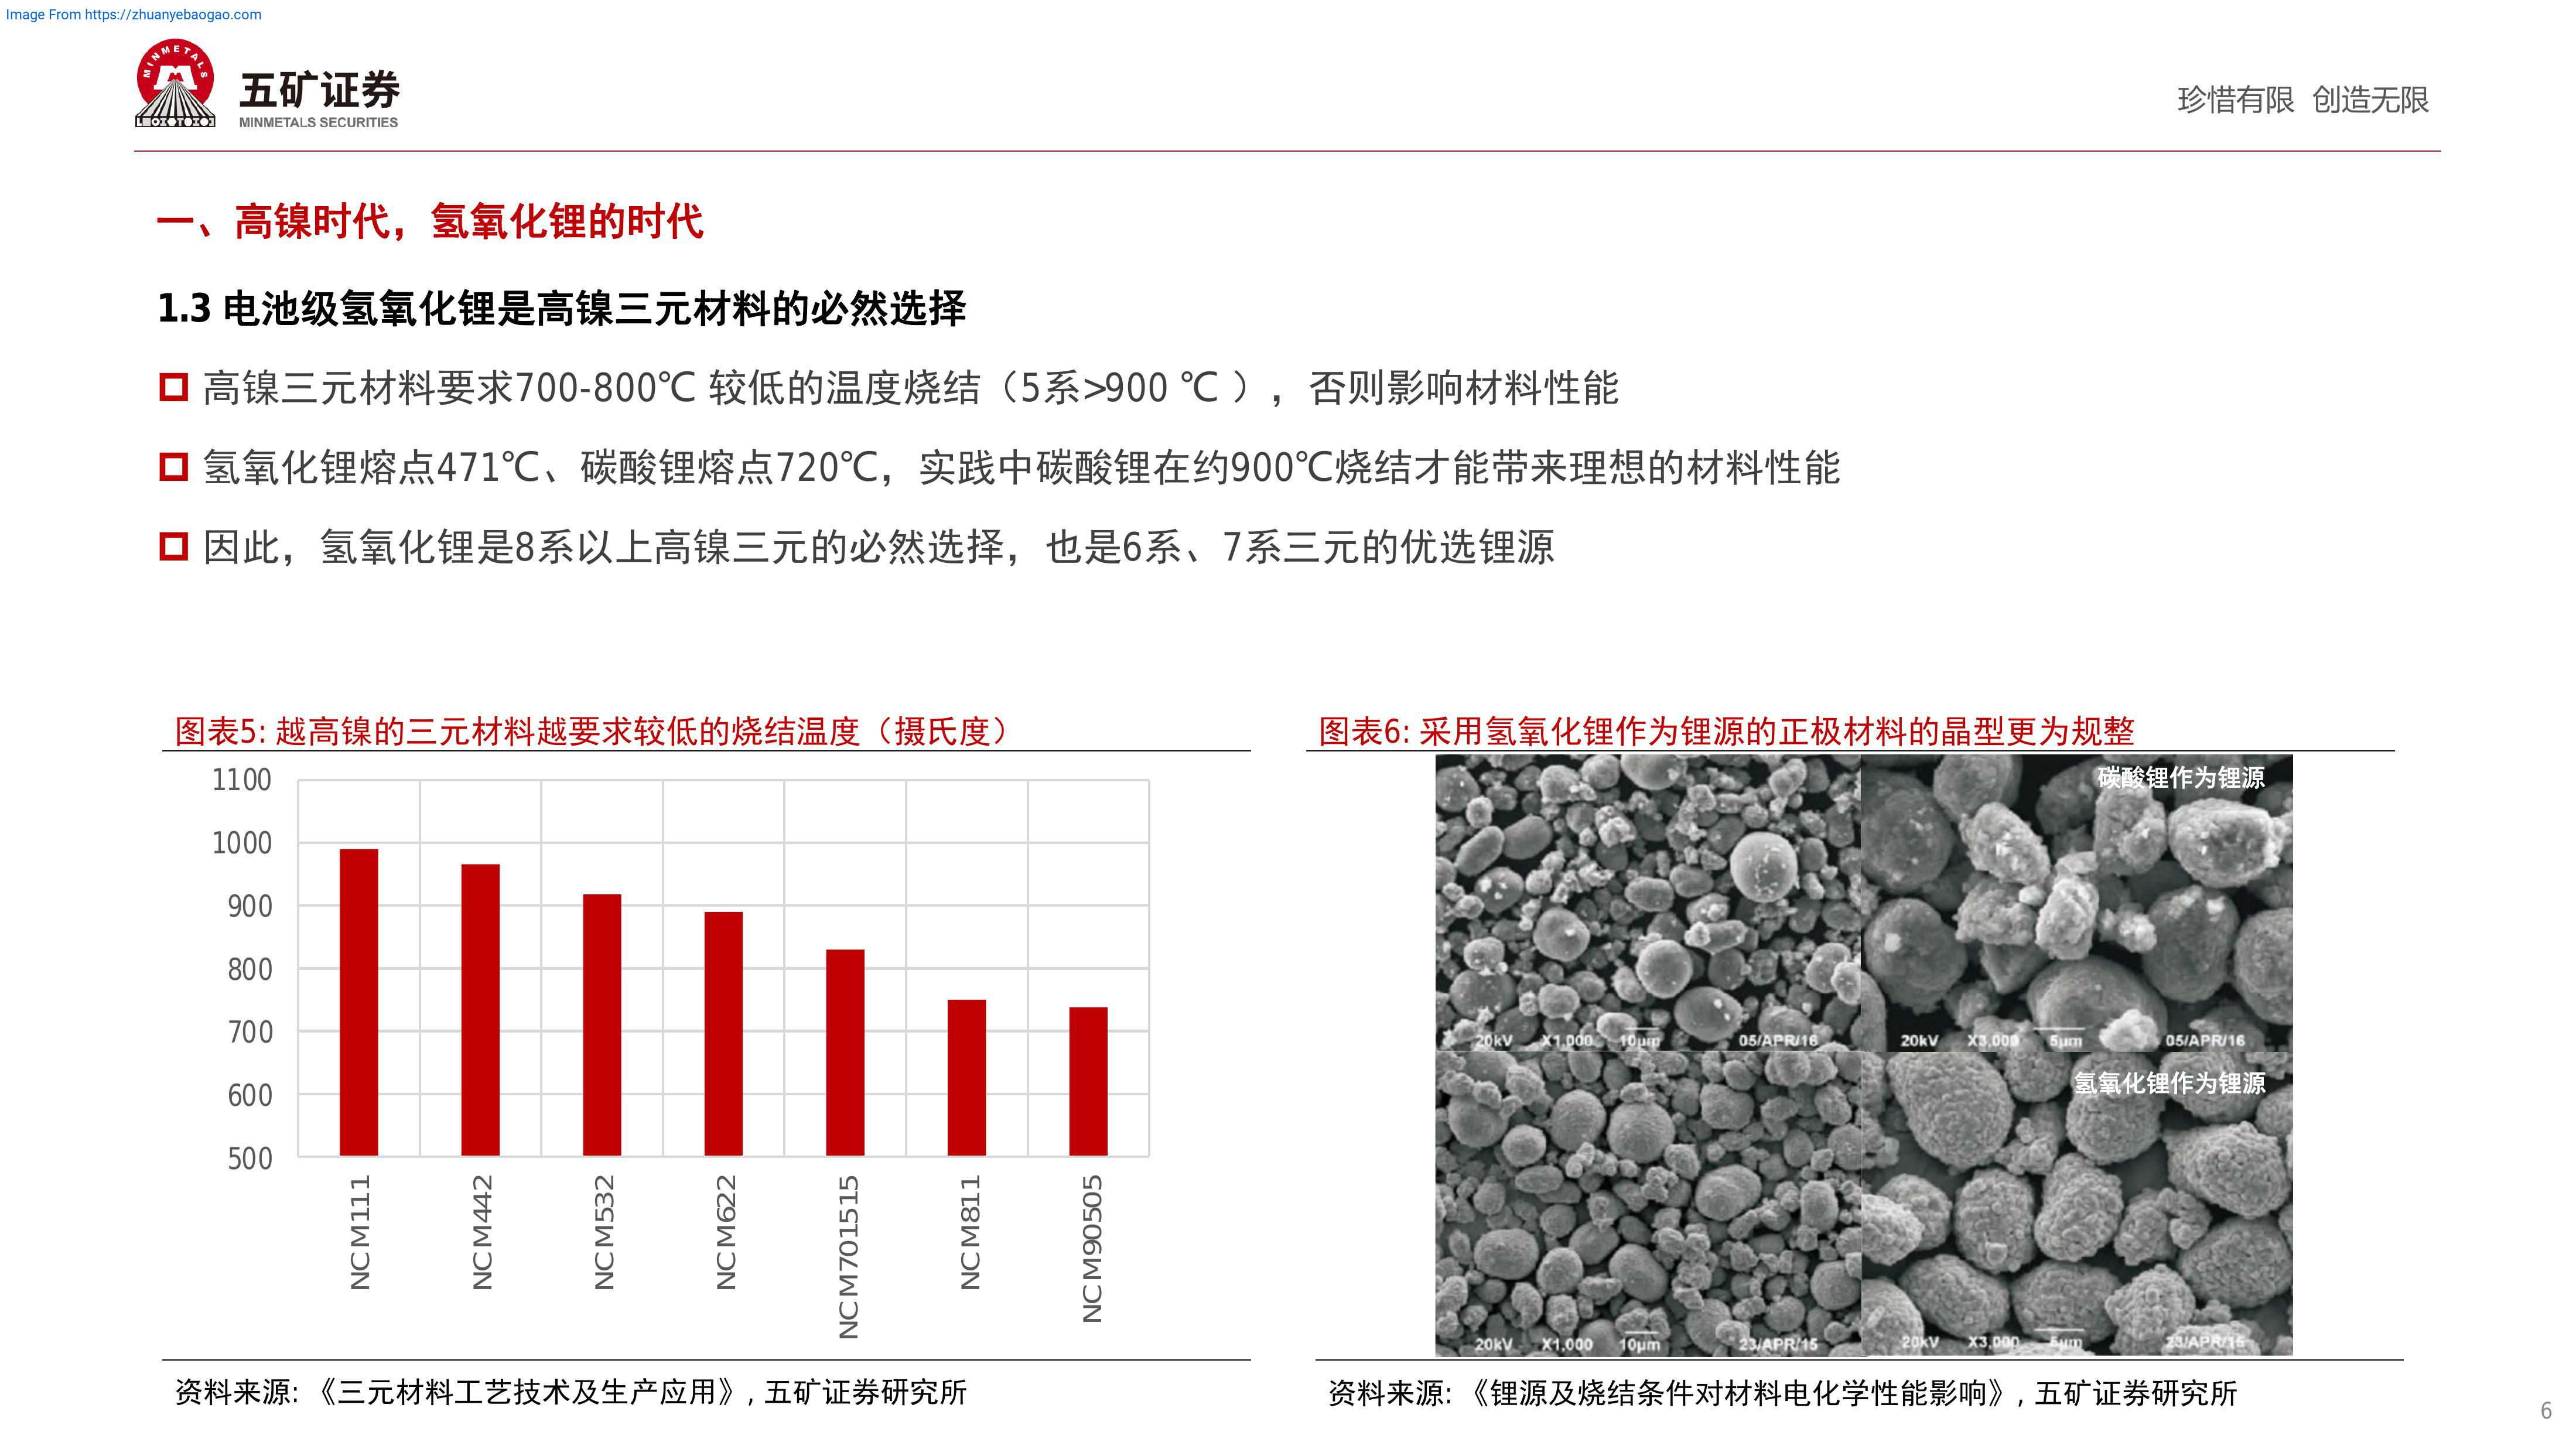 Image From https://zhuanyebaogao.com
MINMETALS
五矿证券
MINMETALS SECURITIES
珍惜有限 创造无限
一、高镍时代，氢氧化锂的时代
1.3 电池级氢氧化锂是高镍三元材料的必然选择
高镍三元材料要求700-800℃ 较低的温度烧结（5系>900 ℃ ），否则影响材料性能
氢氧化锂熔点471℃、碳酸锂熔点720℃，实践中碳酸锂在约900℃烧结才能带来理想的材料性能
因此，氢氧化锂是8系以上高镍三元的必然选择，也是6系、7系三元的优选锂源
图表5: 越高镍的三元材料越要求较低的烧结温度（摄氏度）
1100
1000
900
800
700
600
500
NCM111
NCM442
NCM532
NCM622
NCM701515
NCM811
NCM90505
资料来源: 《三元材料工艺技术及生产应用》, 五矿证券研究所
图表6: 采用氢氧化锂作为锂源的正极材料的晶型更为规整
碳酸锂作为锂源
20kV X1,000 10μm 05/APR/16
20kV X3,000 5μm 05/APR/16
氢氧化锂作为锂源
20kV X1,000 10μm 23/APR/15
20kV X3,000 5μm 23/APR/15
资料来源: 《锂源及烧结条件对材料电化学性能影响》, 五矿证券研究所
6